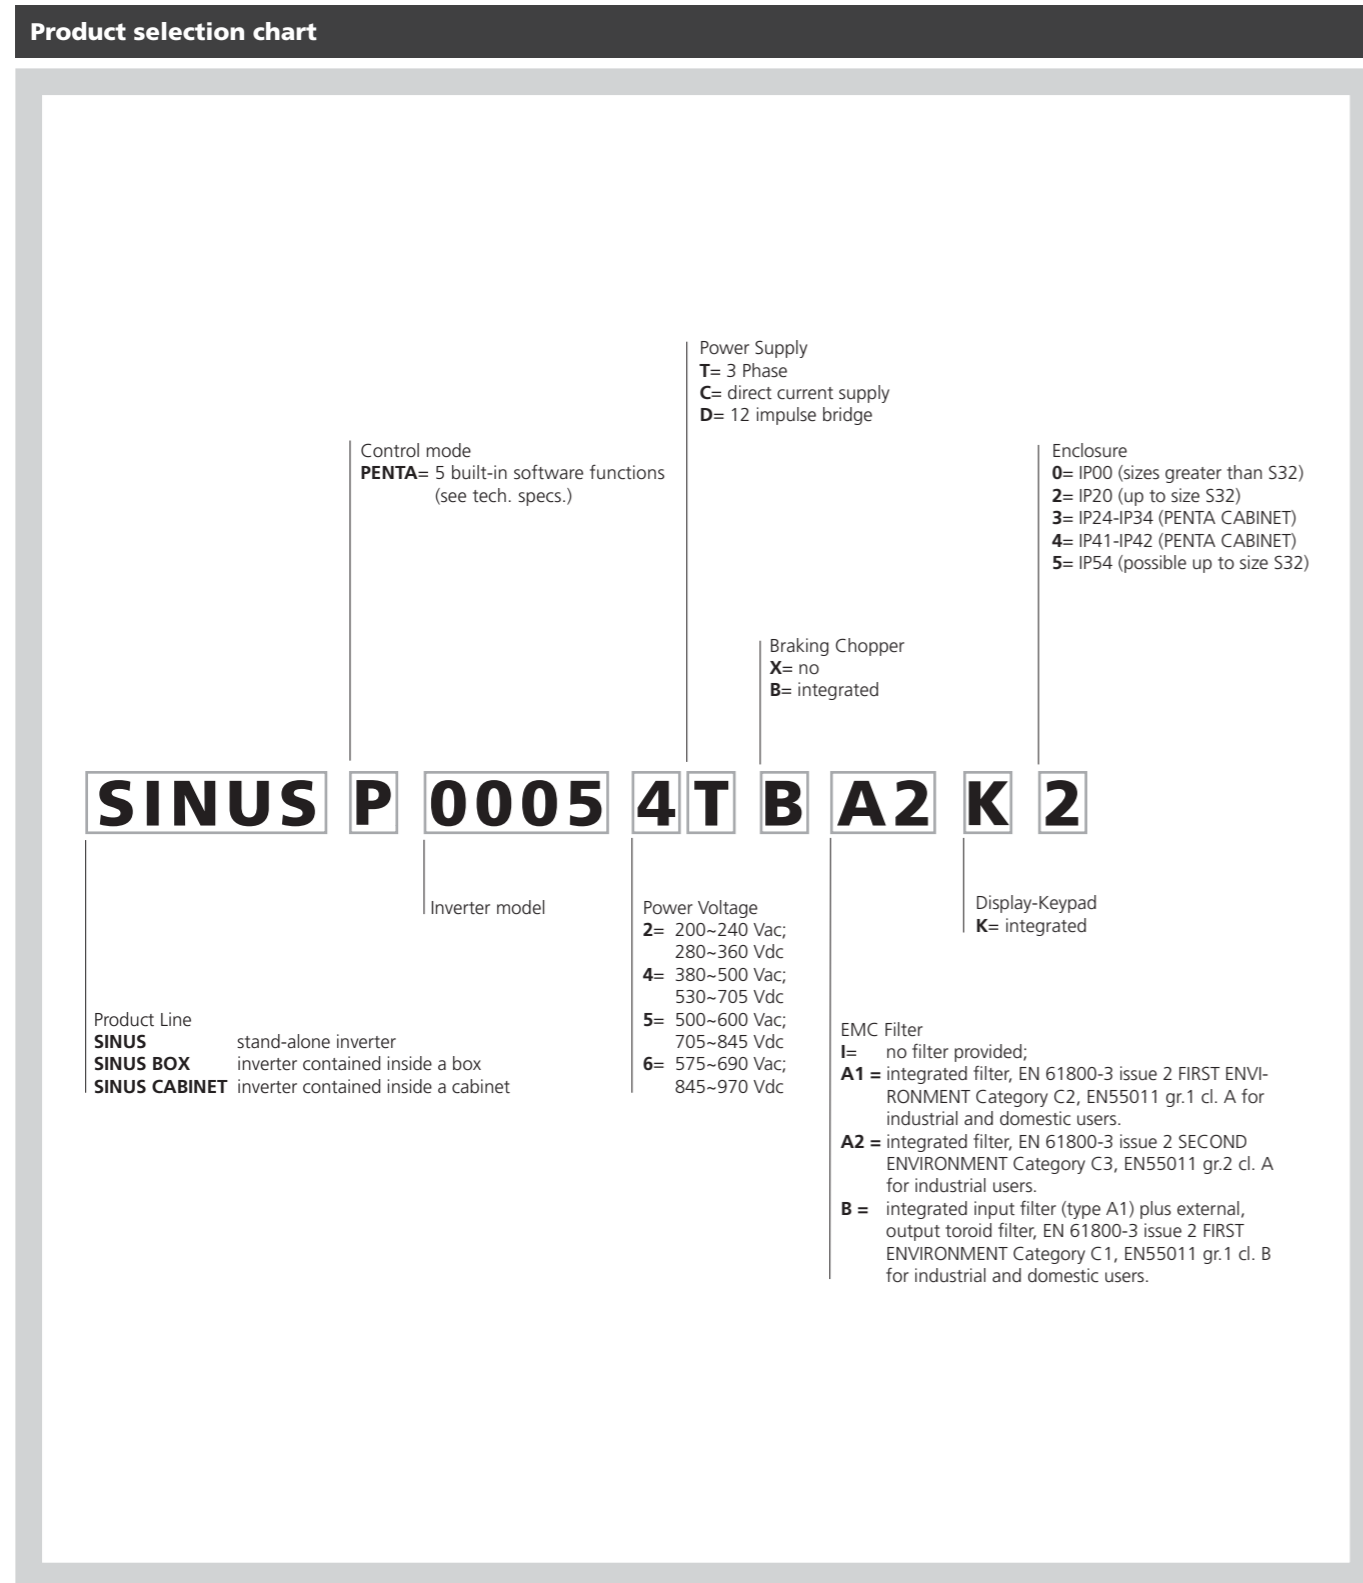 Product selection chart
Power Supply
T= 3 Phase
C= direct current supply
D= 12 impulse bridge
Control mode
PENTA= 5 built-in software functions
(see tech. specs.)
Enclosure
0= IP00 (sizes greater than S32)
2= IP20 (up to size S32)
3= IP24-IP34 (PENTA CABINET)
4= IP41-IP42 (PENTA CABINET)
5= IP54 (possible up to size S32)
Braking Chopper
X= no
B= integrated
SINUS P 0005 4 T B A2 K 2
Inverter model
Power Voltage
2= 200~240 Vac;
280~360 Vdc
4= 380~500 Vac;
530~705 Vdc
5= 500~600 Vac;
705~845 Vdc
6= 575~690 Vac;
845~970 Vdc
Display-Keypad
K= integrated
Product Line
SINUS stand-alone inverter
SINUS BOX inverter contained inside a box
SINUS CABINET inverter contained inside a cabinet
EMC Filter
I= no filter provided;
A1 = integrated filter, EN 61800-3 issue 2 FIRST ENVI-
RONMENT Category C2, EN55011 gr.1 cl. A for
industrial and domestic users.
A2 = integrated filter, EN 61800-3 issue 2 SECOND
ENVIRONMENT Category C3, EN55011 gr.2 cl. A
for industrial users.
B = integrated input filter (type A1) plus external,
output toroid filter, EN 61800-3 issue 2 FIRST
ENVIRONMENT Category C1, EN55011 gr.1 cl. B
for industrial and domestic users.